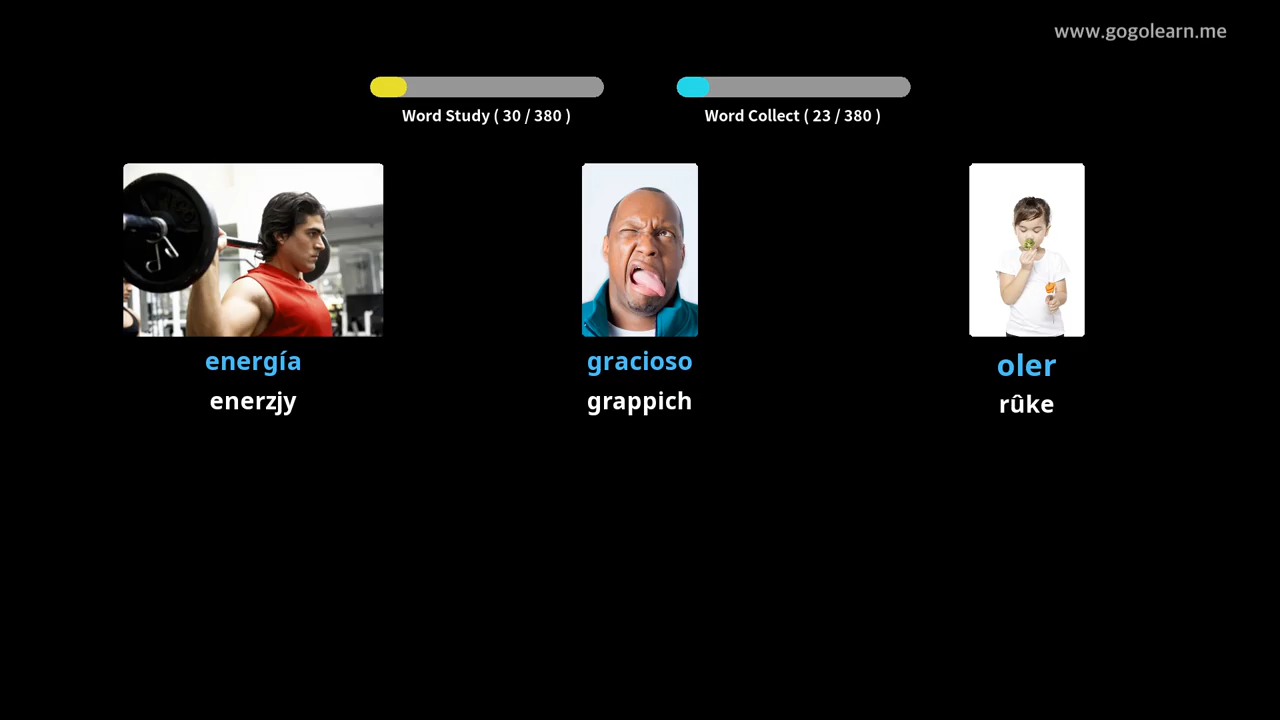 www.gogolearn.me
Word Study ( 30 / 380 )
Word Collect ( 23 / 380 )
energía
gracioso
oler
enerzjy
grappich
rûke